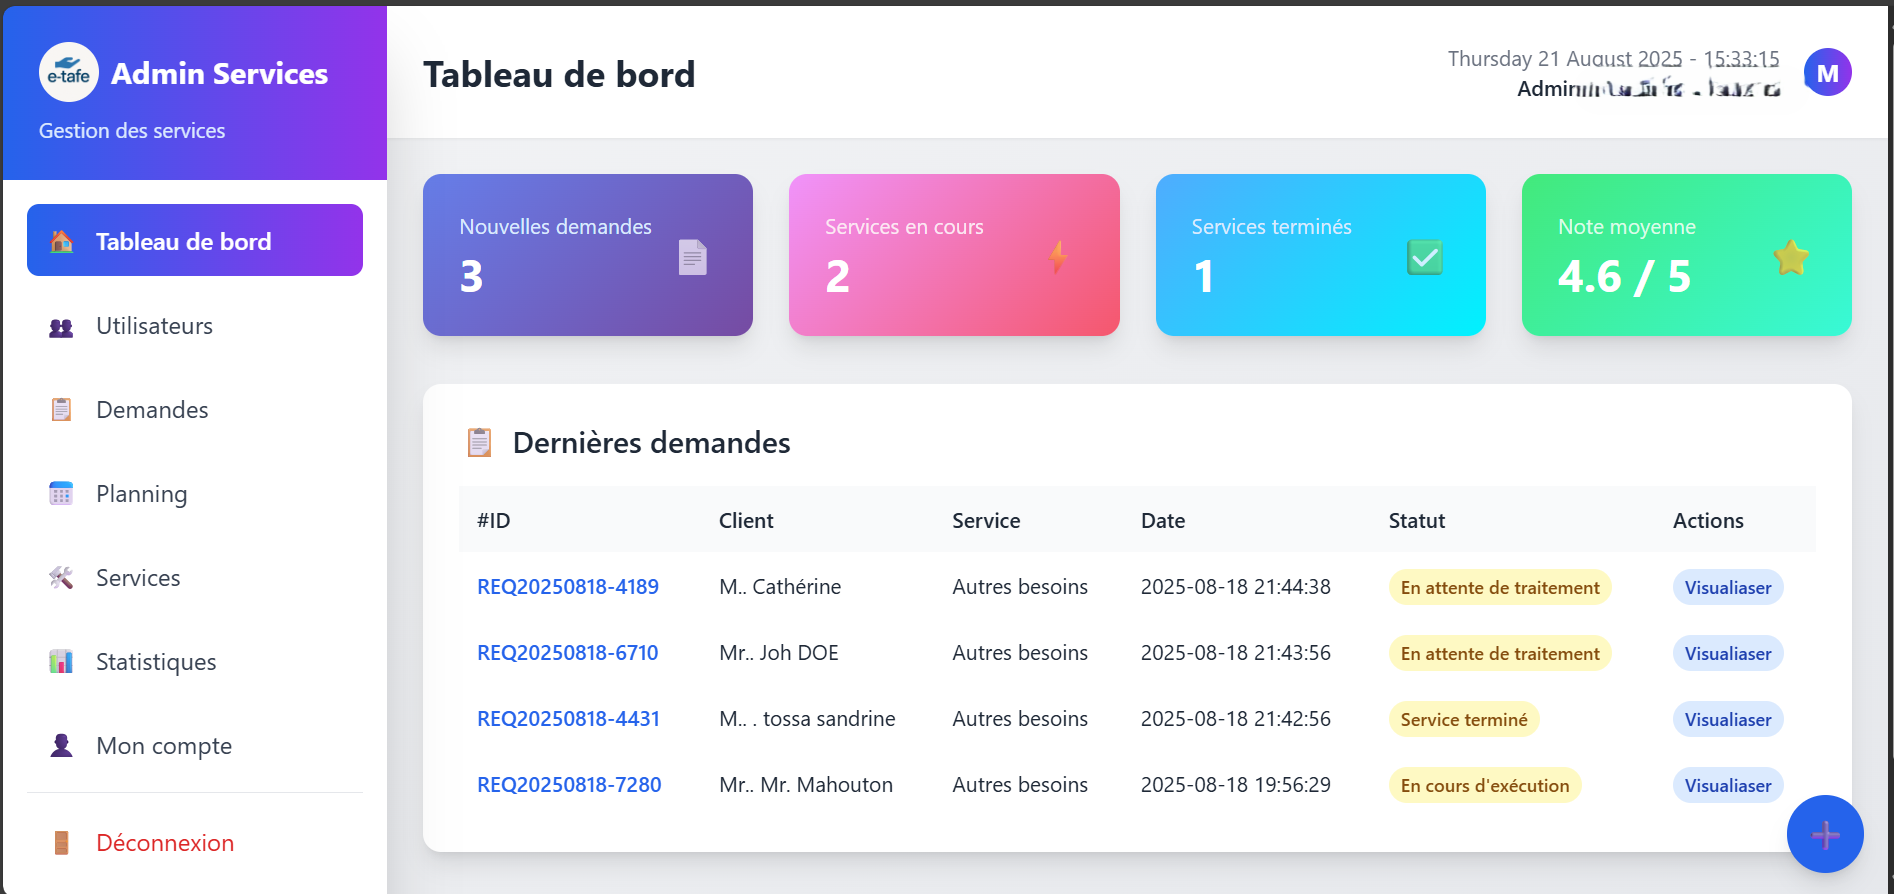 e-tafe
Admin Services
Gestion des services
Tableau de bord
Utilisateurs
Demandes
Planning
Services
Statistiques
Mon compte
Déconnexion
Tableau de bord
Thursday 21 August 2025 - 15:33:15
Admin
M
Nouvelles demandes
3
Services en cours
2
Services terminés
1
Note moyenne
4.6 / 5
Dernières demandes
#ID Client Service Date Statut Actions
REQ20250818-4189 M.. Cathérine Autres besoins 2025-08-18 21:44:38 En attente de traitement Visualiaser
REQ20250818-6710 Mr.. Joh DOE Autres besoins 2025-08-18 21:43:56 En attente de traitement Visualiaser
REQ20250818-4431 M.. . tossa sandrine Autres besoins 2025-08-18 21:42:56 Service terminé Visualiaser
REQ20250818-7280 Mr.. Mr. Mahouton Autres besoins 2025-08-18 19:56:29 En cours d'exécution Visualiaser